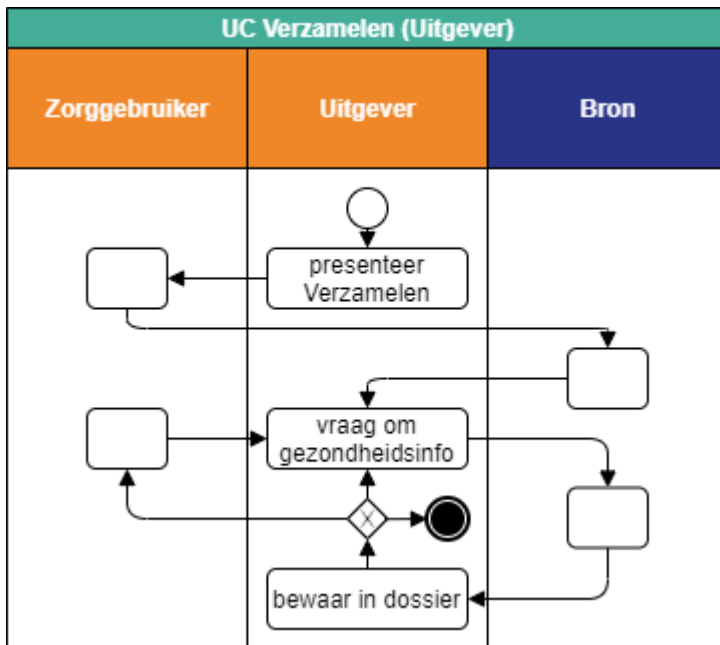 UC Verzamelen (Uitgever)
Zorggebruiker
Uitgever
Bron
presenteer
Verzamelen
vraag om
gezondheidsinfo
X
bewaar in dossier